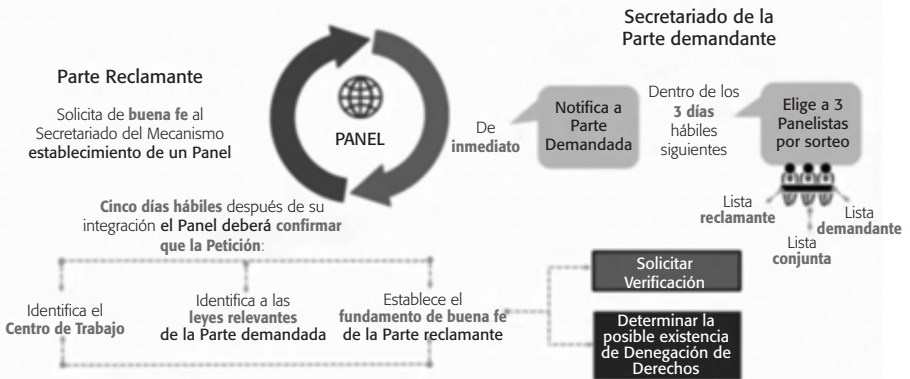 Parte Reclamante
Solicita de buena fe al
Secretariado del Mecanismo
establecimiento de un Panel
PANEL
Secretariado de la
Parte demandante
De
inmediato
Notifica a
Parte
Demandada
Dentro de los
3 días
hábiles
siguientes
Elige a 3
Panelistas
por sorteo
Lista
reclamante
Lista
conjunta
Lista
demandante
Cinco días hábiles después de su
integración el Panel deberá confirmar
que la Petición:
Identifica el
Centro de Trabajo
Identifica a las
leyes relevantes
de la Parte demandada
Establece el
fundamento de buena fe
de la Parte reclamante
Solicitar
Verificación
Determinar la
posible existencia
de Denegación de
Derechos